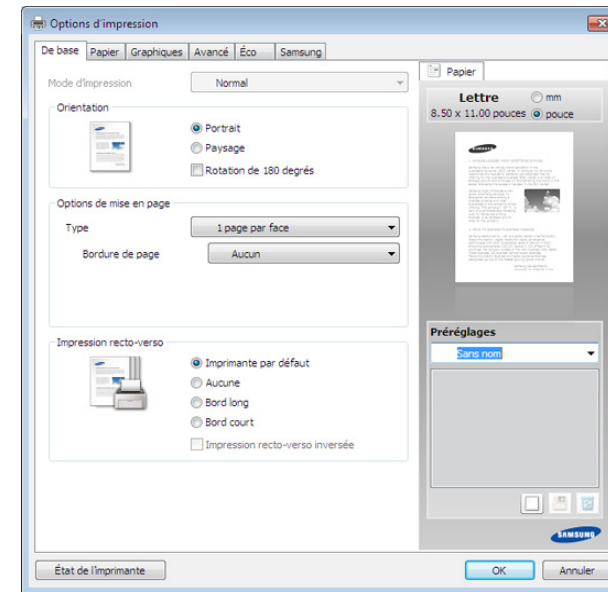 Options d'impression
De base Papier Graphiques Avancé Éco Samsung
Mode d'impression Normal
Orientation
Portrait
Paysage
Rotation de 180 degrés
Options de mise en page
Type 1 page par face
Bordure de page Aucun
Impression recto-verso
Imprimante par défaut
Aucune
Bord long
Bord court
Impression recto-verso inversée
Papier
Lettre mm
8.50 x 11.00 pouces pouce
SAMSUNG
Préréglages
Sans nom
SAMSUNG
État de l'imprimante OK Annuler